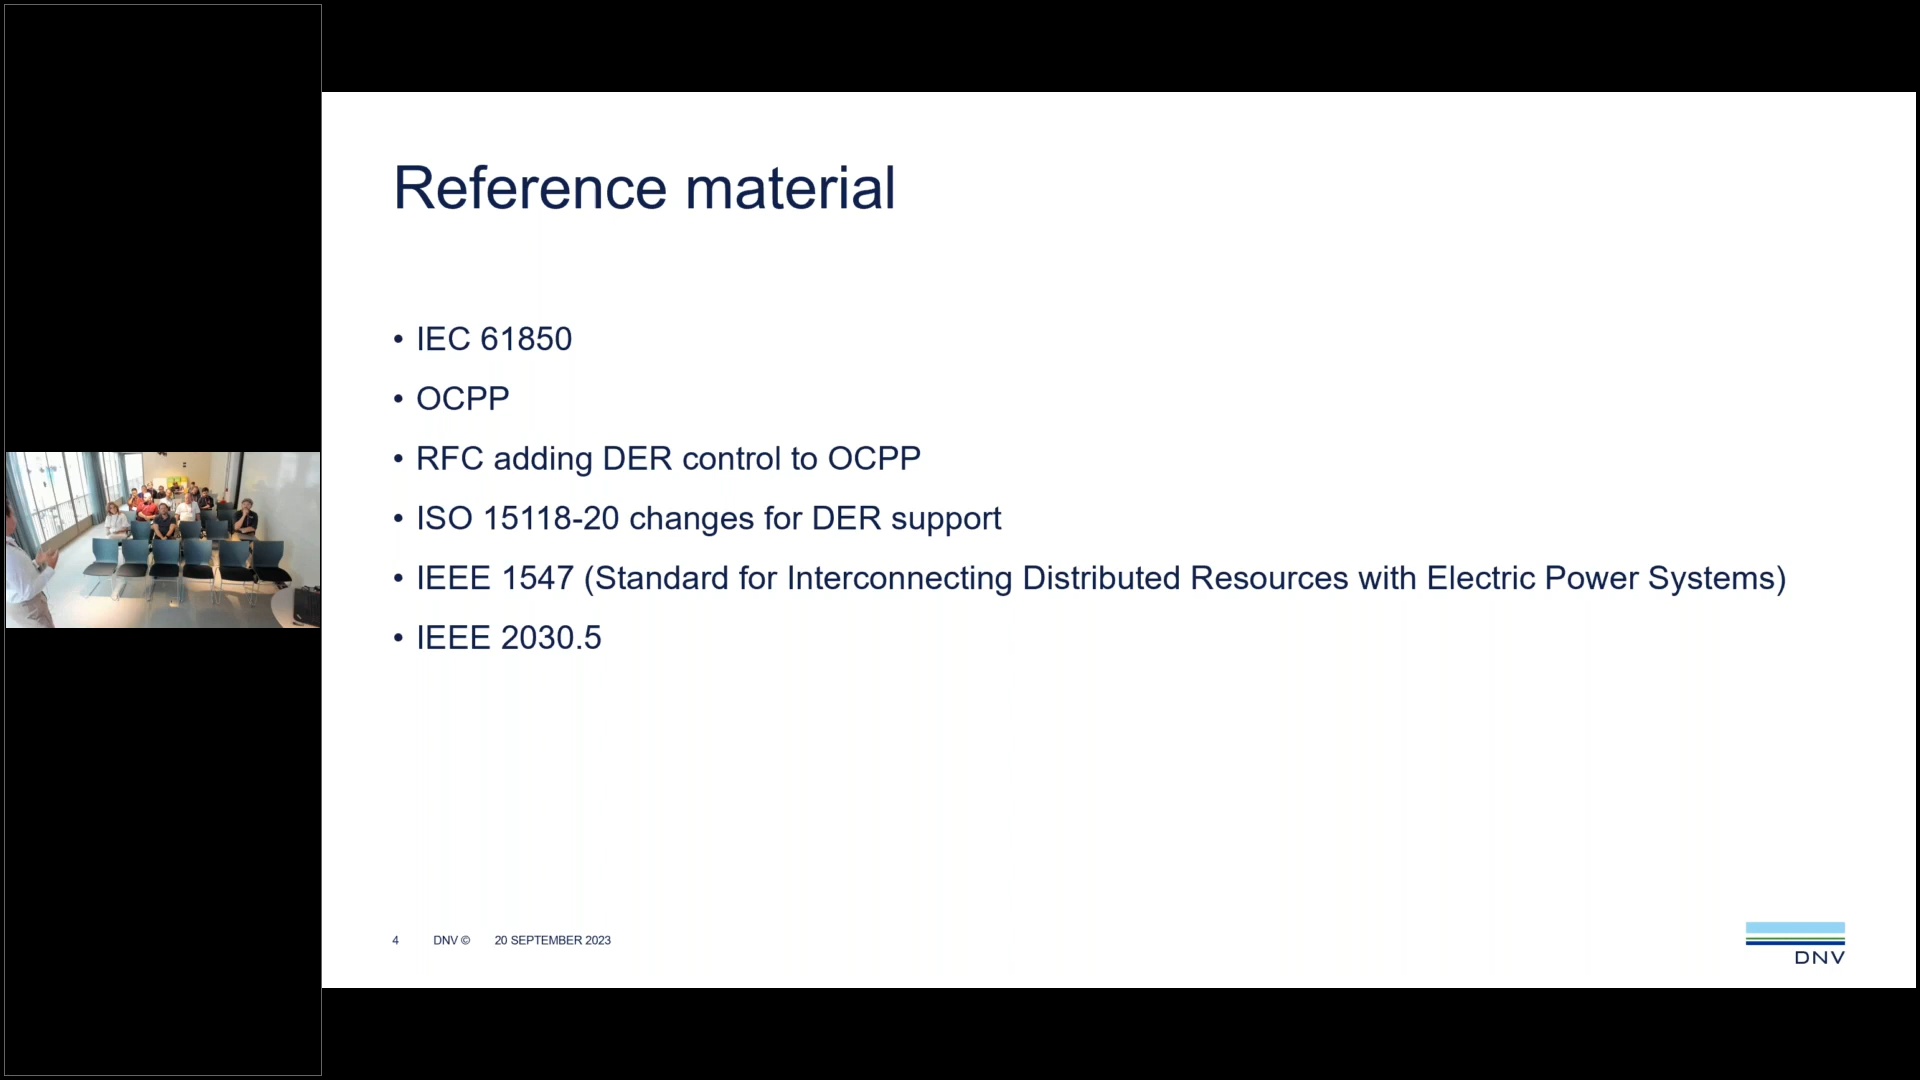 Reference material
• IEC 61850
• OCPP
• RFC adding DER control to OCPP
• ISO 15118-20 changes for DER support
• IEEE 1547 (Standard for Interconnecting Distributed Resources with Electric Power Systems)
• IEEE 2030.5
4 DNV © 20 SEPTEMBER 2023
DNV